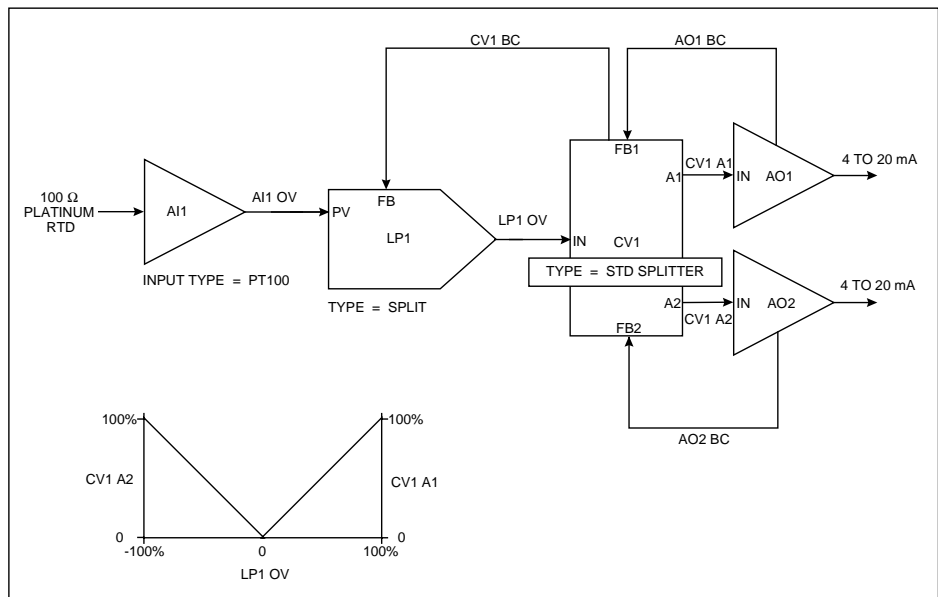 CV1 BC
AO1 BC
FB1
CV1 A1
A1
IN
AO1
4 TO 20 mA
100 Ω
PLATINUM
RTD
AI1
AI1 OV
PV
FB
LP1
LP1 OV
IN
CV1
INPUT TYPE = PT100
TYPE = SPLIT
TYPE = STD SPLITTER
A2
IN
AO2
4 TO 20 mA
CV1 A2
FB2
AO2 BC
100%
100%
CV1 A2
CV1 A1
0
0
-100%
0
100%
LP1 OV